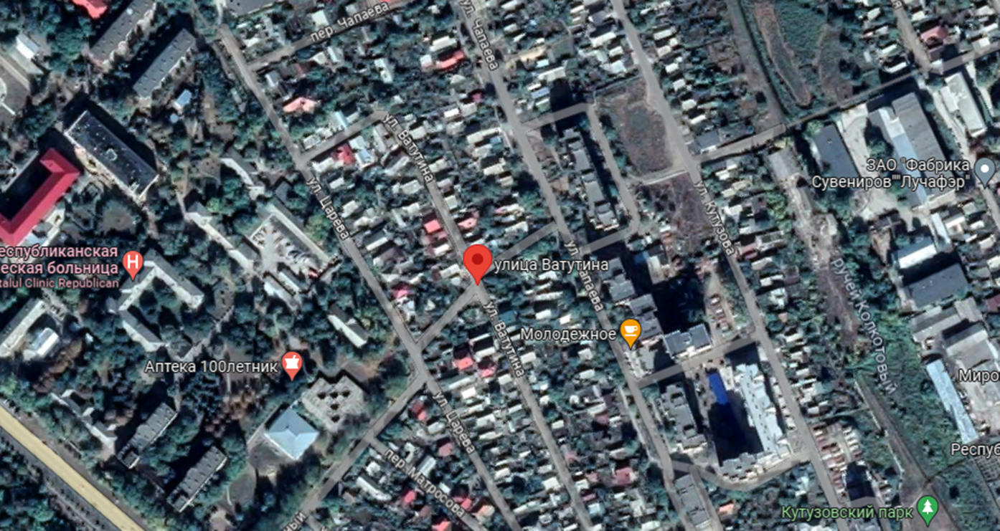 пер. Чапаева
ул. Чапаева
ул. Ватутина
ЗАО "Фабрика
Сувениров""Лучафэр"
ул. Царева
ул. Кутузова
еспубликанская
еская больница
talul Clinic Republican
улица Ватутина
ул. Чапаева
ручей Колкотовый
ул. Ватутина
Молодежное
Аптека 100летник
Миро
ул. Царева
Респуб
пер. Матросова
Кутузовский парк
ный